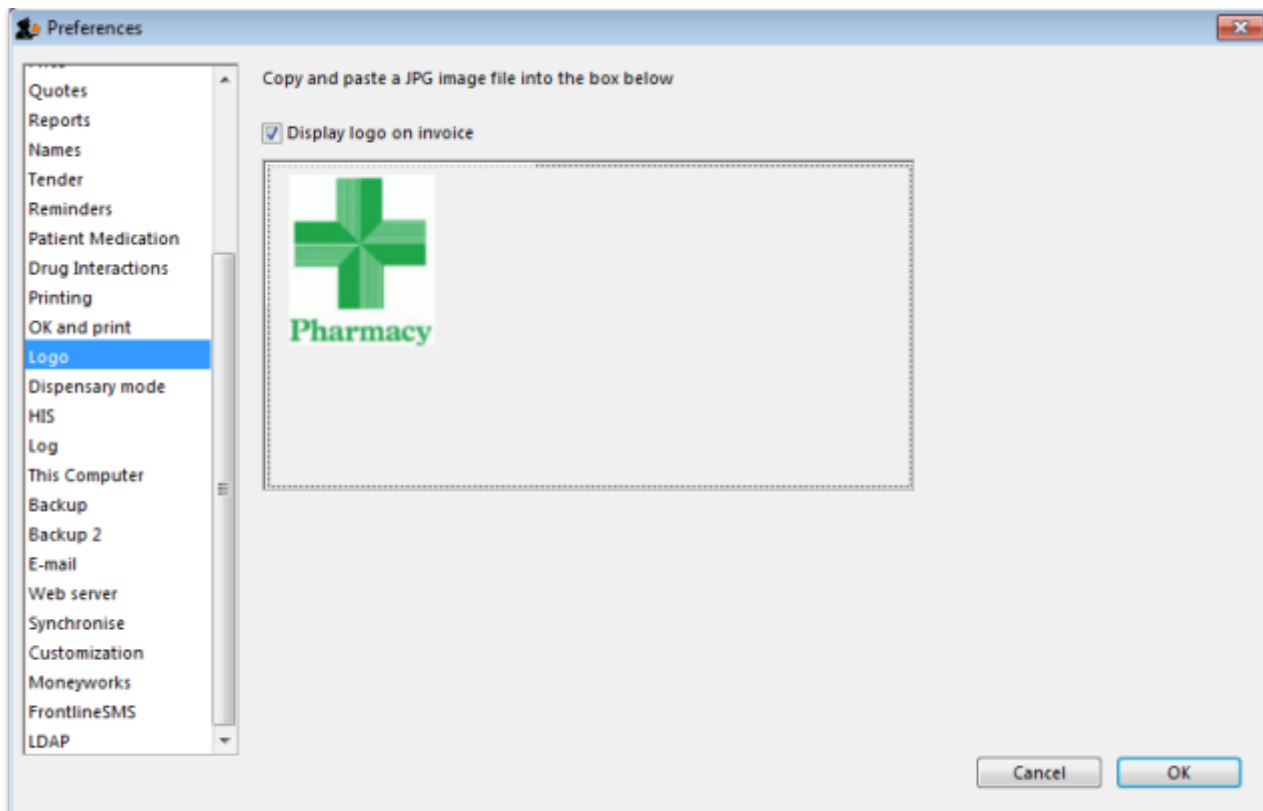 Preferences
Quotes
Reports
Names
Tender
Reminders
Patient Medication
Drug Interactions
Printing
OK and print
Logo
Dispensary mode
HIS
Log
This Computer
Backup
Backup 2
E-mail
Web server
Synchronise
Customization
Moneyworks
FrontlineSMS
LDAP
Copy and paste a JPG image file into the box below
Display logo on invoice
Pharmacy
Cancel
OK